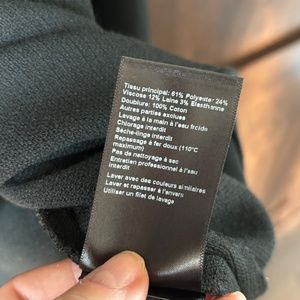 Tissu principal: 61% Polyester 24%
Viscose 12% Laine 3% Elasthanne
Doublure: 100% Coton
Autres parties exclues
Lavage à la main à l'eau froide
Chlorage interdit
Sèche-linge interdit
Repassage à fer doux (110°C
maximum)
Pas de nettoyage à sec
Entretien professionnel à l'eau
interdit
Laver avec des couleurs similaires
Laver et repasser à l'envers
Utiliser un filet de lavage